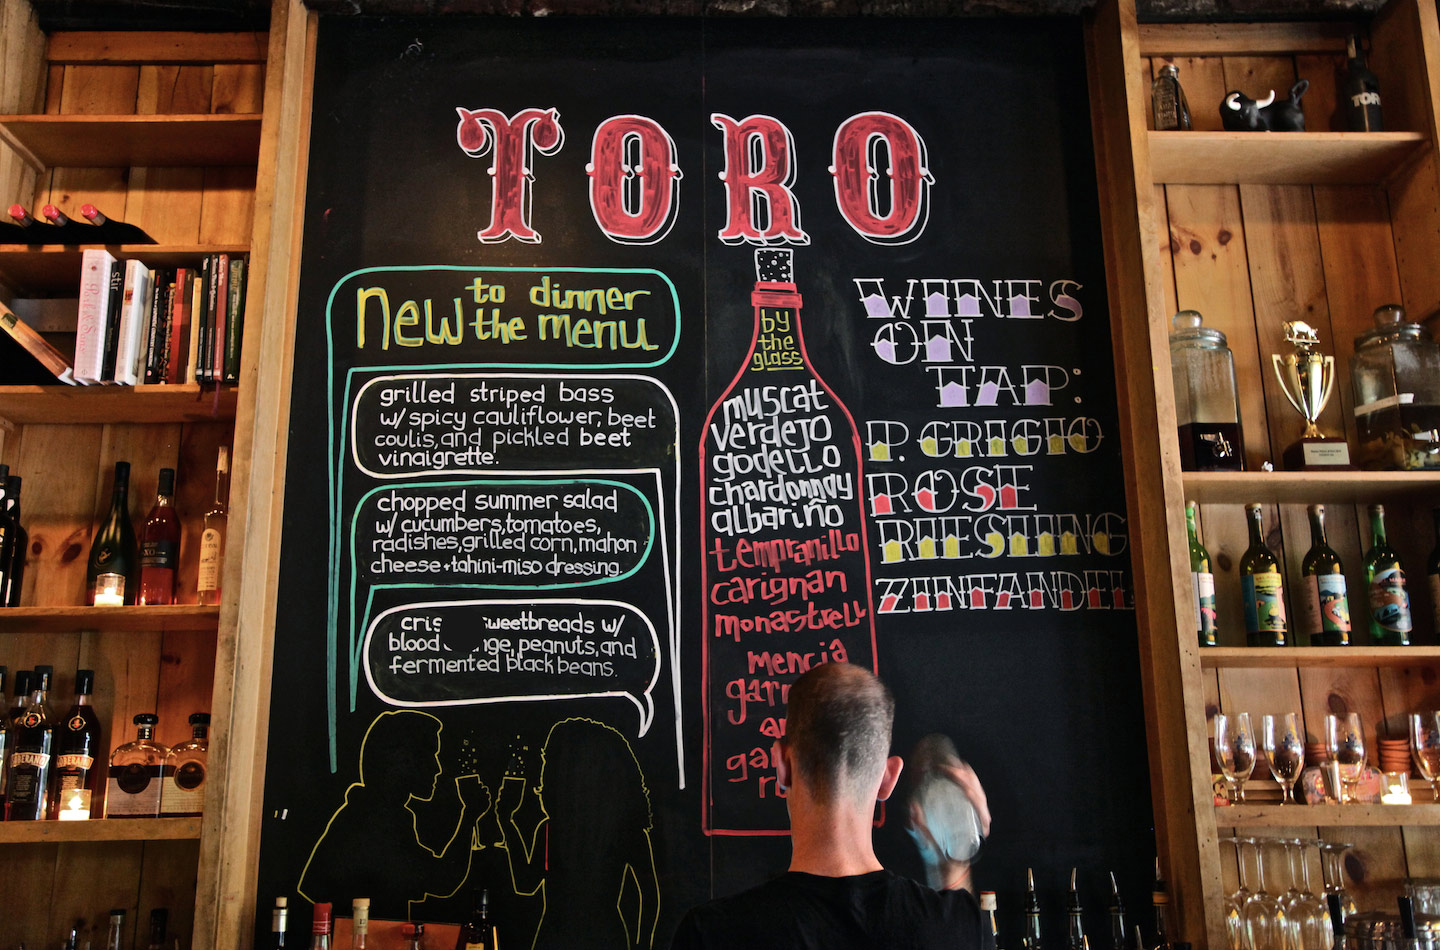 TORO
new to dinner
the menu
grilled striped bass
w/ spicy cauliflower, beet
coulis, and pickled beet
vinaigrette.
chopped summer salad
w/ cucumbers, tomatoes,
radishes, grilled corn, mahon
cheese + tahini-miso dressing.
weetbreads w/
blood peanuts, and
fermented black beans.
by
the
glass
muscat
verdejo
godello
chardonnay
albariño
tempranillo
carignan
monastrell
mencia
WINES
ON
TAP:
P. GRIGIO
ROSE
RIESLING
ZINFANDEL